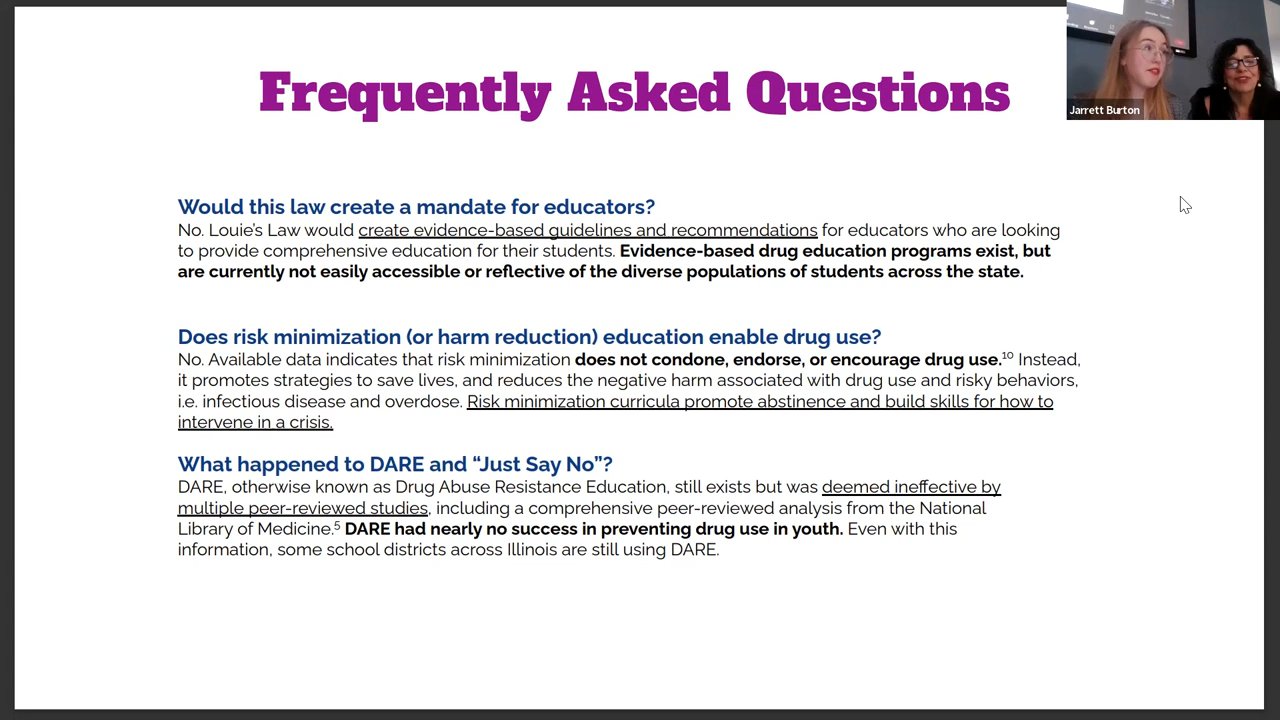 Frequently Asked Questions
Jarrett Burton
Would this law create a mandate for educators?
No. Louie’s Law would create evidence-based guidelines and recommendations for educators who are looking
to provide comprehensive education for their students. Evidence-based drug education programs exist, but
are currently not easily accessible or reflective of the diverse populations of students across the state.
Does risk minimization (or harm reduction) education enable drug use?
No. Available data indicates that risk minimization does not condone, endorse, or encourage drug use.¹⁰ Instead,
it promotes strategies to save lives, and reduces the negative harm associated with drug use and risky behaviors,
i.e. infectious disease and overdose. Risk minimization curricula promote abstinence and build skills for how to
intervene in a crisis.
What happened to DARE and “Just Say No”?
DARE, otherwise known as Drug Abuse Resistance Education, still exists but was deemed ineffective by
multiple peer-reviewed studies, including a comprehensive peer-reviewed analysis from the National
Library of Medicine.⁵ DARE had nearly no success in preventing drug use in youth. Even with this
information, some school districts across Illinois are still using DARE.